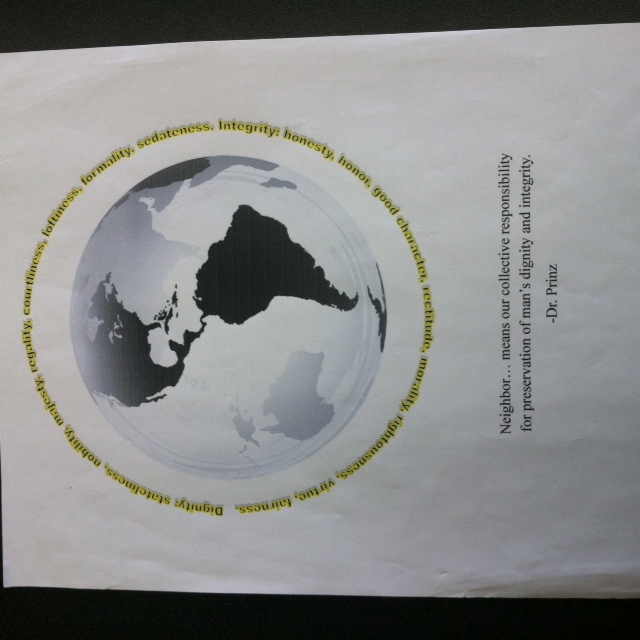 Dignity; stateliness, nobility, majesty, regality, courtliness, loftiness, formality, sedateness. Integrity; honesty, honor, good character, rectitude, morality, righteousness, virtue, fairness.
Neighbor... means our collective responsibility
for preservation of man's dignity and integrity.
-Dr. Prinz